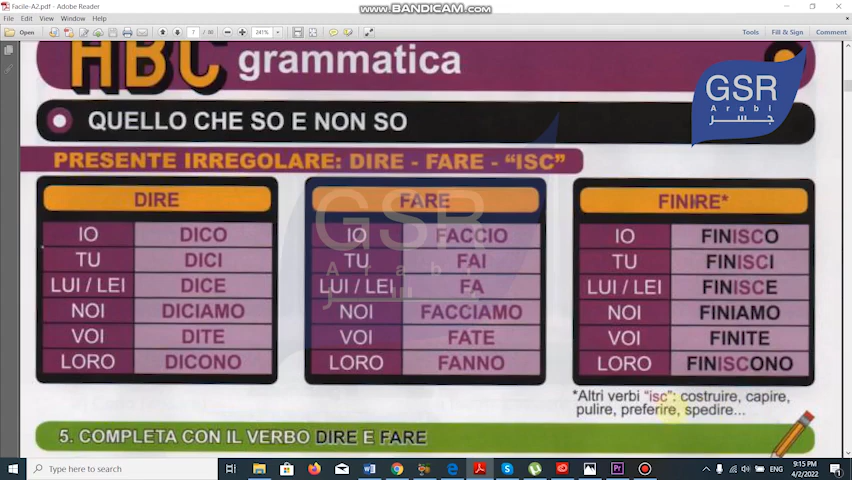 Facile-A2.pdf - Adobe Reader
www.BANDICAM.com
File Edit View Window Help
Open 7 / 241% Tools Fill & Sign Comment
ABC grammatica
GSR
Arabi
جسر
QUELLO CHE SO E NON SO
PRESENTE IRREGOLARE: DIRE - FARE - “ISC”
DIRE
IO DICO
TU DICI
LUI / LEI DICE
NOI DICIAMO
VOI DITE
LORO DICONO
FARE
IO FACCIO
TU FAI
LUI / LEI FA
NOI FACCIAMO
VOI FATE
LORO FANNO
GSR
Arabi
جسر
FINIRE*
IO FINISCO
TU FINISCI
LUI / LEI FINISCE
NOI FINIAMO
VOI FINITE
LORO FINISCONO
*Altri verbi “isc”: costruire, capire,
pulire, preferire, spedire...
5. COMPLETA CON IL VERBO DIRE E FARE
Type here to search
ENG
9:15 PM
4/2/2022